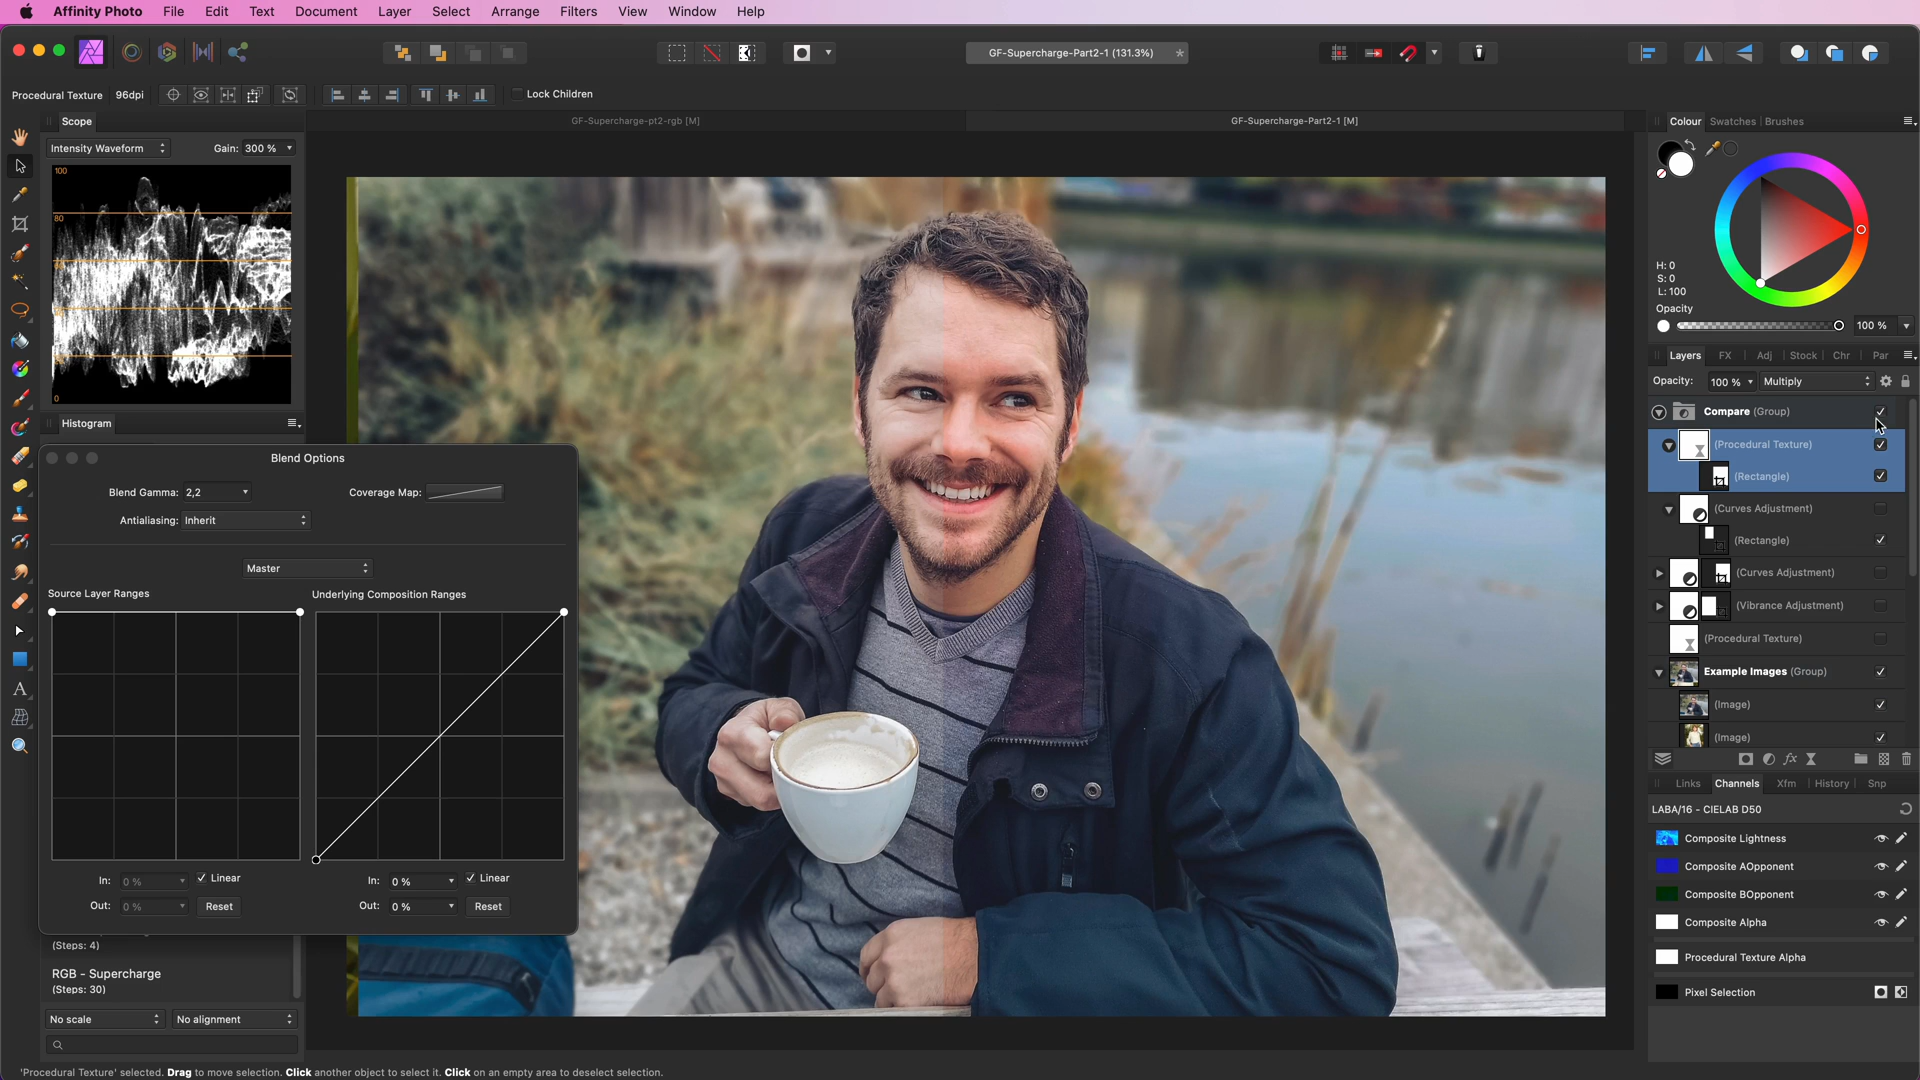 Affinity Photo File Edit Text Document Layer Select Arrange Filters View Window Help
GF-Supercharge-Part2-1 (131.3%) *
Procedural Texture 96dpi Lock Children
Scope
GF-Supercharge-pt2-rgb [M] GF-Supercharge-Part2-1 [M]
Colour Swatches Brushes
Intensity Waveform Gain: 300 %
100
80
0
H: 0
S: 0
L: 100
Opacity
100 %
Layers FX Adj Stock Chr Par
Opacity: 100 % Multiply
Compare (Group)
Histogram
(Procedural Texture)
Blend Options
(Rectangle)
Blend Gamma: 2,2 Coverage Map:
(Curves Adjustment)
Antialiasing: Inherit
(Rectangle)
Master
(Curves Adjustment)
Source Layer Ranges Underlying Composition Ranges
(Vibrance Adjustment)
(Procedural Texture)
Example Images (Group)
(Image)
(Image)
Links Channels Xfm History Snp
LABA/16 - CIELAB D50
Composite Lightness
Composite AOpponent
In: 0 % Linear In: 0 % Linear
Composite BOpponent
Out: 0 % Reset Out: 0 % Reset
Composite Alpha
(Steps: 4)
Procedural Texture Alpha
RGB - Supercharge
(Steps: 30)
Pixel Selection
No scale No alignment
'Procedural Texture' selected. Drag to move selection. Click another object to select it. Click on an empty area to deselect selection.